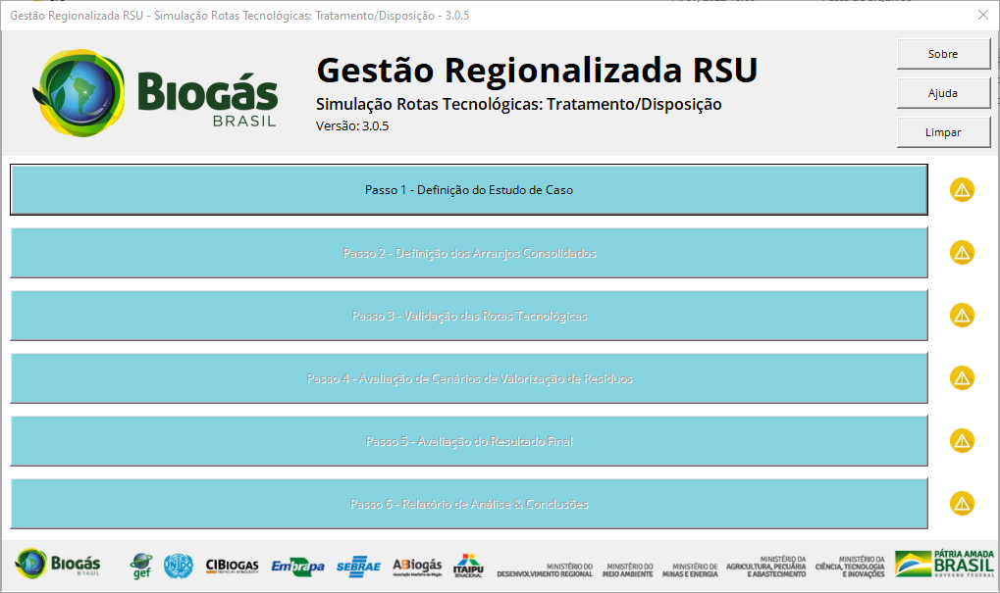 Gestão Regionalizada RSU - Simulação Rotas Tecnológicas: Tratamento/Disposição - 3.0.5
BIOGÁS
BRASIL
Gestão Regionalizada RSU
Simulação Rotas Tecnológicas: Tratamento/Disposição
Versão: 3.0.5
Sobre
Ajuda
Limpar
Passo 1 - Definição do Estudo de Caso
Passo 2 - Definição dos Arranjos Consolidados
Passo 3 - Validação das Rotas Tecnológicas
Passo 4 - Avaliação de Cenários de Valorização de Resíduos
Passo 5 - Avaliação do Resultado Final
Passo 6 - Relatório de Análise & Conclusões
BIOGÁS
BRASIL
gef
CIBIOGAS
Embrapa
SEBRAE
ABiogás
ITAIPU
BINACIONAL
MINISTÉRIO DO
DESENVOLVIMENTO REGIONAL
MINISTÉRIO DO
MEIO AMBIENTE
MINISTÉRIO DE
MINAS E ENERGIA
MINISTÉRIO DA
AGRICULTURA, PECUÁRIA
E ABASTECIMENTO
MINISTÉRIO DA
CIÊNCIA, TECNOLOGIA
E INOVAÇÕES
PÁTRIA AMADA
BRASIL
GOVERNO FEDERAL